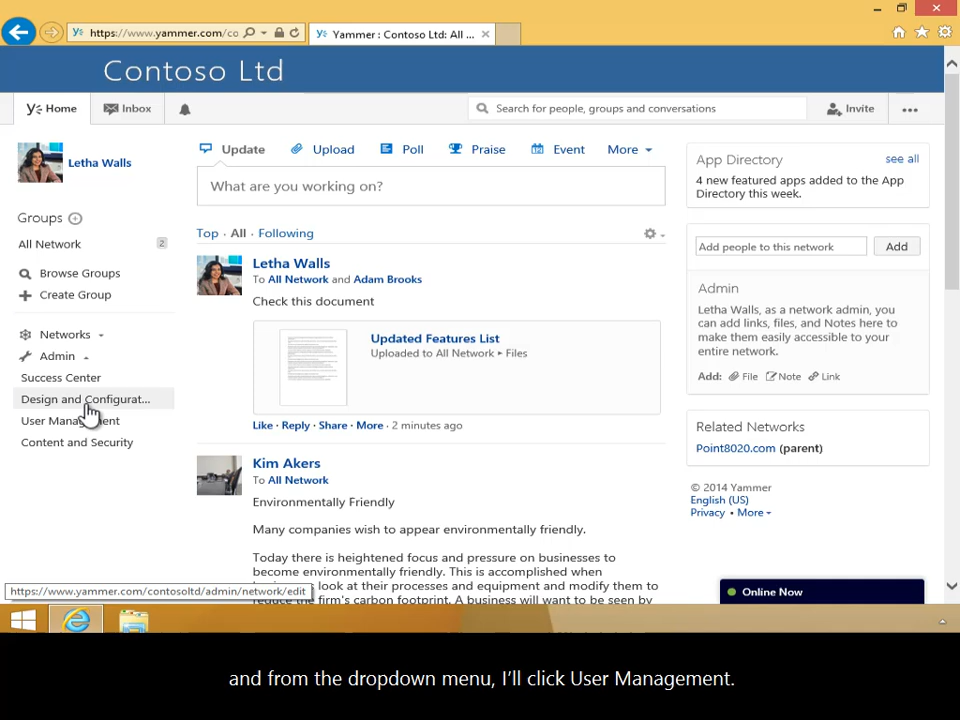 https://www.yammer.com/co
Yammer : Contoso Ltd: All ...
Contoso Ltd
Home
Inbox
Search for people, groups and conversations
Invite
Letha Walls
Update
Upload
Poll
Praise
Event
More
What are you working on?
Groups
All Network
2
Browse Groups
Create Group
Networks
Admin
Success Center
Design and Configurat...
User Management
Content and Security
Top · All · Following
Letha Walls
To All Network and Adam Brooks
Check this document
Updated Features List
Uploaded to All Network ▸ Files
Like · Reply · Share · More · 2 minutes ago
Kim Akers
To All Network
Environmentally Friendly
Many companies wish to appear environmentally friendly.
Today there is heightened focus and pressure on businesses to
become environmentally friendly. This is accomplished when
look at their processes and equipment and modify them to
reduce the firm's carbon footprint. A business will want to be seen by
App Directory
see all
4 new featured apps added to the App
Directory this week.
Add people to this network
Add
Admin
Letha Walls, as a network admin, you
can add links, files, and Notes here to
make them easily accessible to your
entire network.
Add: File Note Link
Related Networks
Point8020.com (parent)
© 2014 Yammer
English (US)
Privacy • More
Online Now
https://www.yammer.com/contosoltd/admin/network/edit
and from the dropdown menu, I'll click User Management.